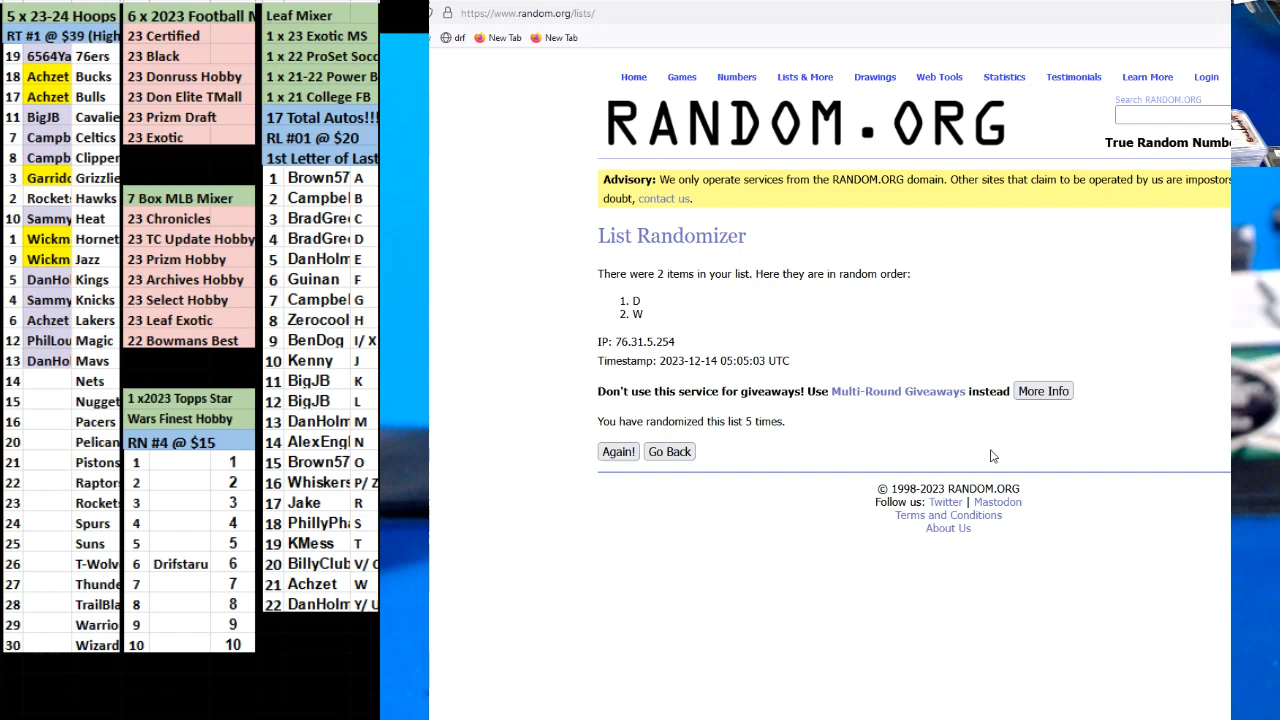 5 x 23-24 Hoops
RT #1 @ $39 (High
19 6564Ya 76ers
18 Achzet Bucks
17 Achzet Bulls
11 BigJB Cavalie
7 Campb Celtics
8 Campb Clipper
3 Garrido Grizzlie
2 Rocket Hawks
10 Sammy Heat
1 Wickm Hornet
9 Wickm Jazz
5 DanHo Kings
4 Sammy Knicks
6 Achzet Lakers
12 PhilLou Magic
13 DanHo Mavs
14 Nets
15 Nugget
16 Pacers
20 Pelican
21 Pistons
22 Raptor
23 Rocket
24 Spurs
25 Suns
26 T-Wolv
27 Thunde
28 TrailBla
29 Warrio
30 Wizard
6 x 2023 Football M
23 Certified
23 Black
23 Donruss Hobby
23 Don Elite TMall
23 Prizm Draft
23 Exotic
7 Box MLB Mixer
23 Chronicles
23 TC Update Hobby
23 Prizm Hobby
23 Archives Hobby
23 Select Hobby
23 Leaf Exotic
22 Bowmans Best
1 x2023 Topps Star
Wars Finest Hobby
RN #4 @ $15
1 1
2 2
3 3
4 4
5 5
6 Drifstaru 6
7 7
8 8
9 9
10 10
Leaf Mixer
1 x 23 Exotic MS
1 x 22 ProSet Socc
1 x 21-22 Power B
1 x 21 College FB
17 Total Autos!!!
RL #01 @ $20
1st Letter of Last
1 Brown57 A
2 Campbel B
3 BradGree C
4 BradGree D
5 DanHolm E
6 Guinan F
7 Campbel G
8 Zerocool H
9 BenDog I/ X
10 Kenny J
11 BigJB K
12 BigJB L
13 DanHolm M
14 AlexEngl N
15 Brown57 O
16 Whiskers P/ Z
17 Jake R
18 PhillyPha S
19 KMess T
20 BillyClub V/
21 Achzet W
22 DanHolm Y/ U
https://www.random.org/lists/
drf New Tab New Tab
Home Games Numbers Lists & More Drawings Web Tools Statistics Testimonials Learn More Login
Search RANDOM.ORG
RANDOM.ORG
True Random Numb
Advisory: We only operate services from the RANDOM.ORG domain. Other sites that claim to be operated by us are impostors
doubt, contact us.
List Randomizer
There were 2 items in your list. Here they are in random order:
1. D
2. W
IP: 76.31.5.254
Timestamp: 2023-12-14 05:05:03 UTC
Don't use this service for giveaways! Use Multi-Round Giveaways instead More Info
You have randomized this list 5 times.
Again! Go Back
© 1998-2023 RANDOM.ORG
Follow us: Twitter | Mastodon
Terms and Conditions
About Us